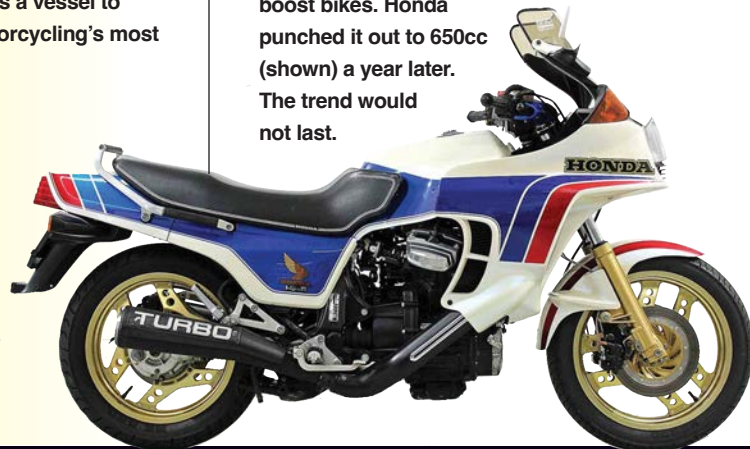 s a vessel to
orcycling's most
boost bikes. Honda
punched it out to 650cc
(shown) a year later.
The trend would
not last.
HONDA
TURBO